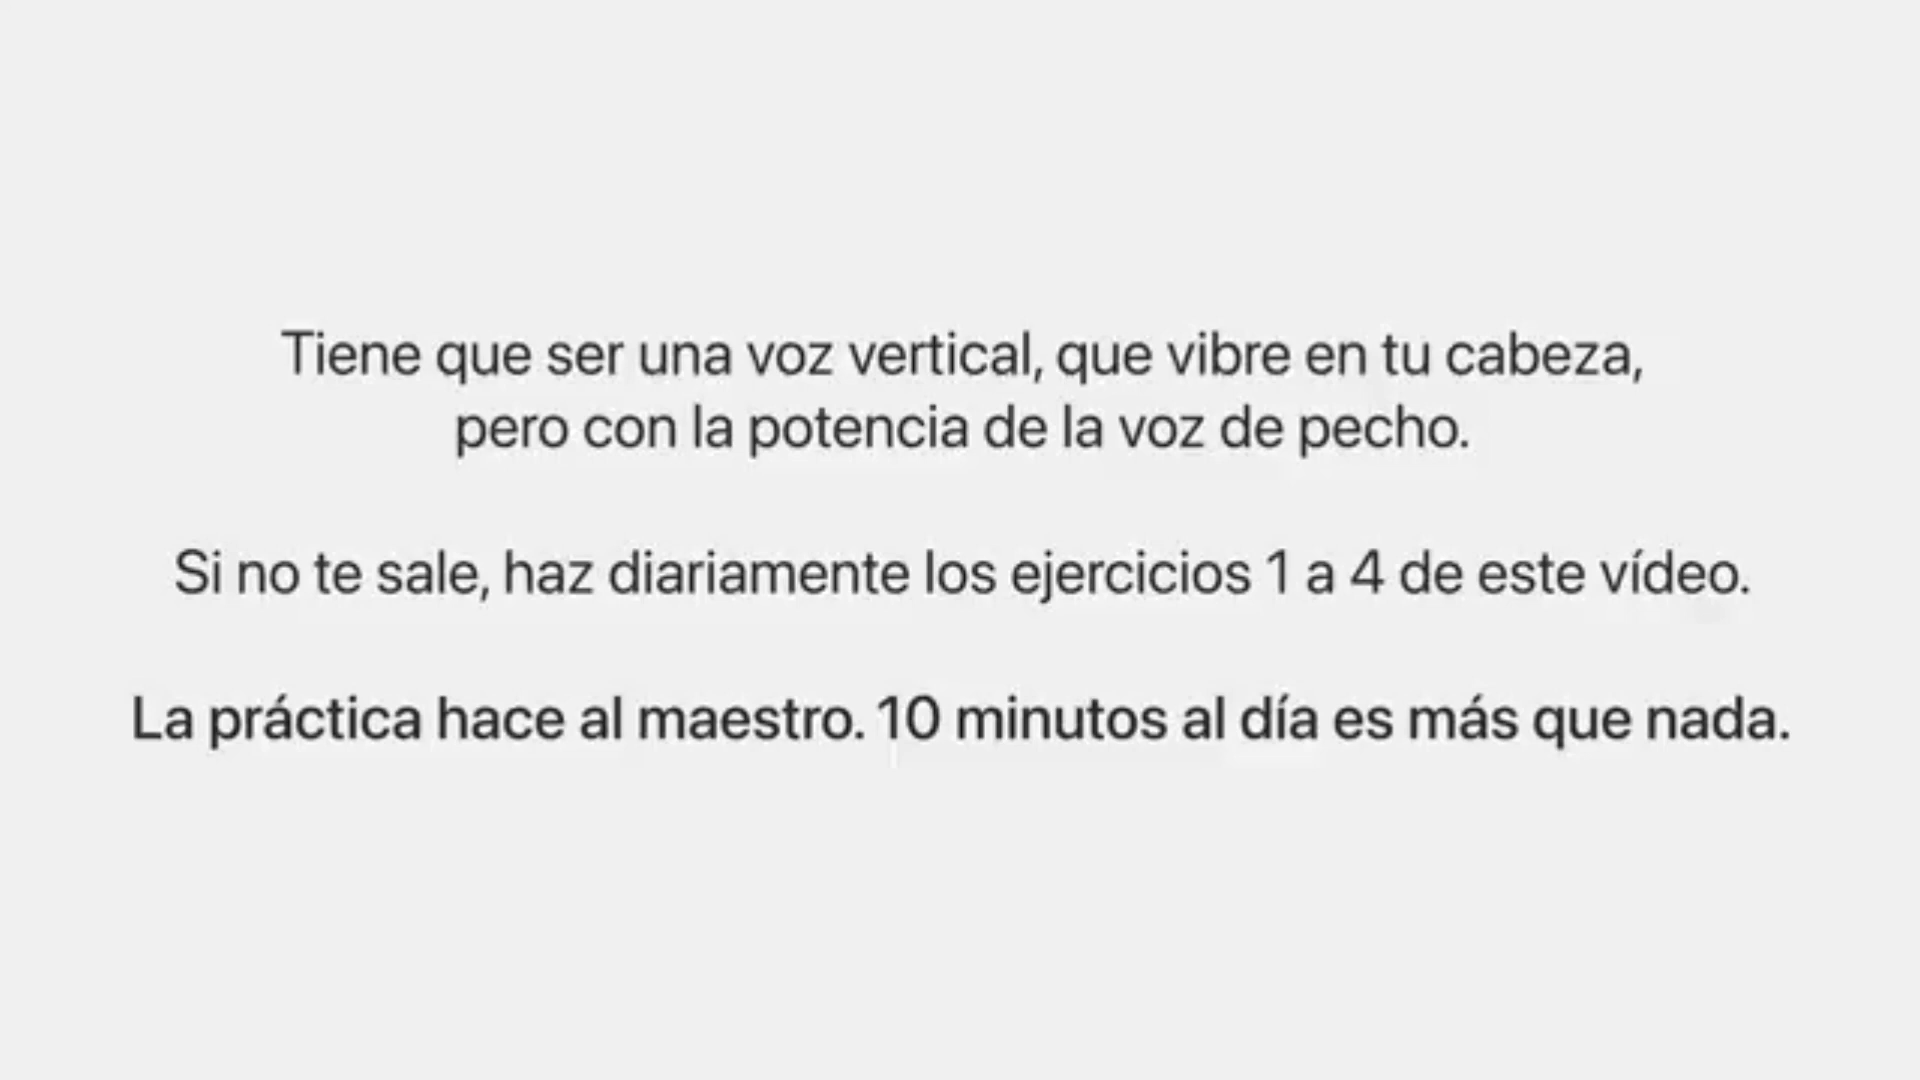 Tiene que ser una voz vertical, que vibre en tu cabeza,
pero con la potencia de la voz de pecho.
Si no te sale, haz diariamente los ejercicios 1 a 4 de este vídeo.
La práctica hace al maestro. 10 minutos al día es más que nada.